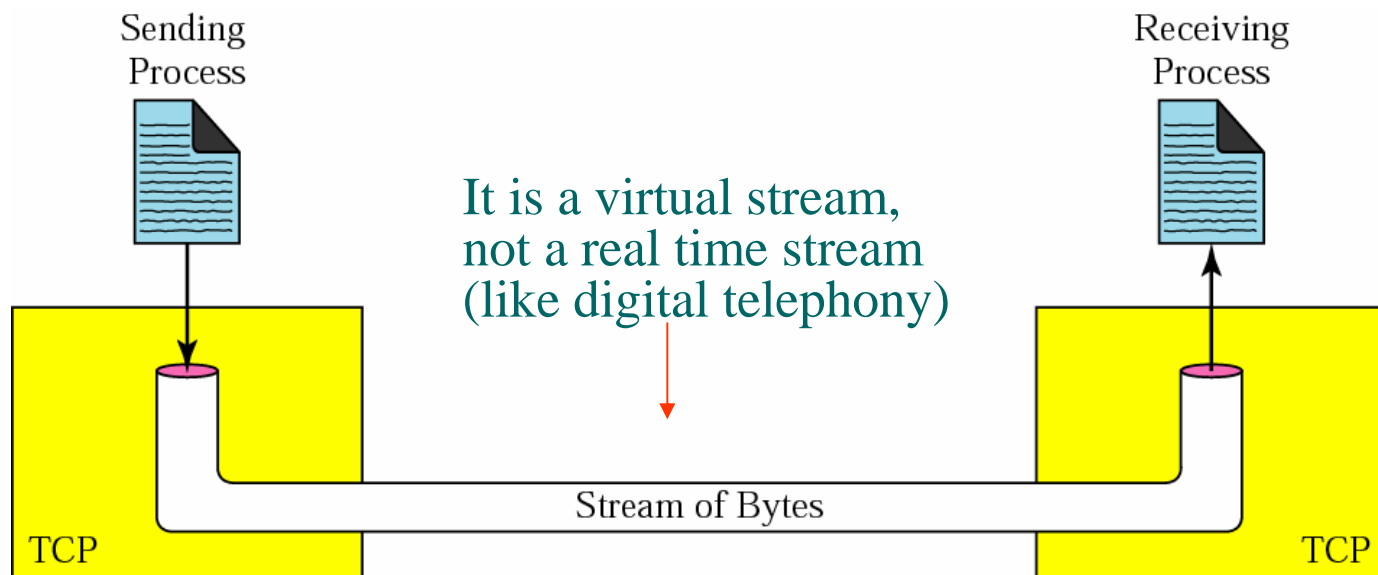 Sending
Process
Receiving
Process
It is a virtual stream,
not a real time stream
(like digital telephony)
Stream of Bytes
TCP
TCP